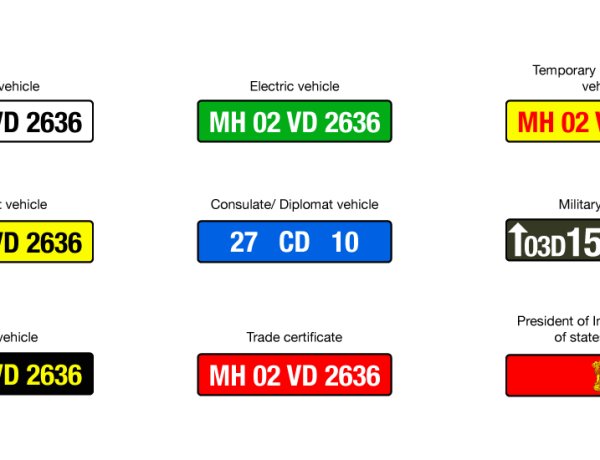 vehicle
Electric vehicle
Temporary
veh
VD 2636
MH 02 VD 2636
MH 02
vehicle
Consulate/ Diplomat vehicle
Military
VD 2636
27 CD 10
03D15
vehicle
Trade certificate
President of In
of state
VD 2636
MH 02 VD 2636